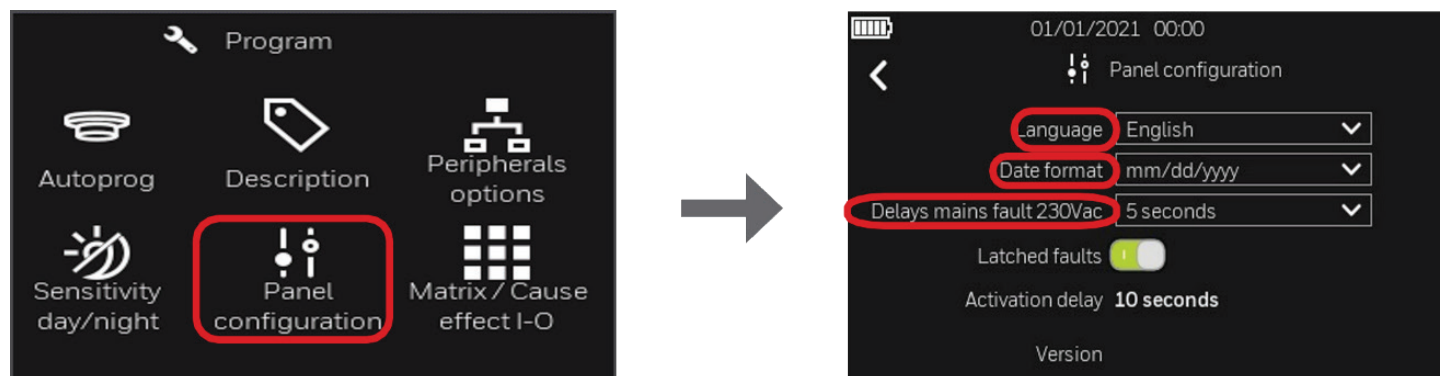 Program
Autoprog
Description
Peripherals
options
Sensitivity
day/night
Panel
configuration
Matrix / Cause
effect I-O
01/01/2021 00:00
Panel configuration
Language English
Date format mm/dd/yyyy
Delays mains fault 230Vac 5 seconds
Latched faults
Activation delay 10 seconds
Version